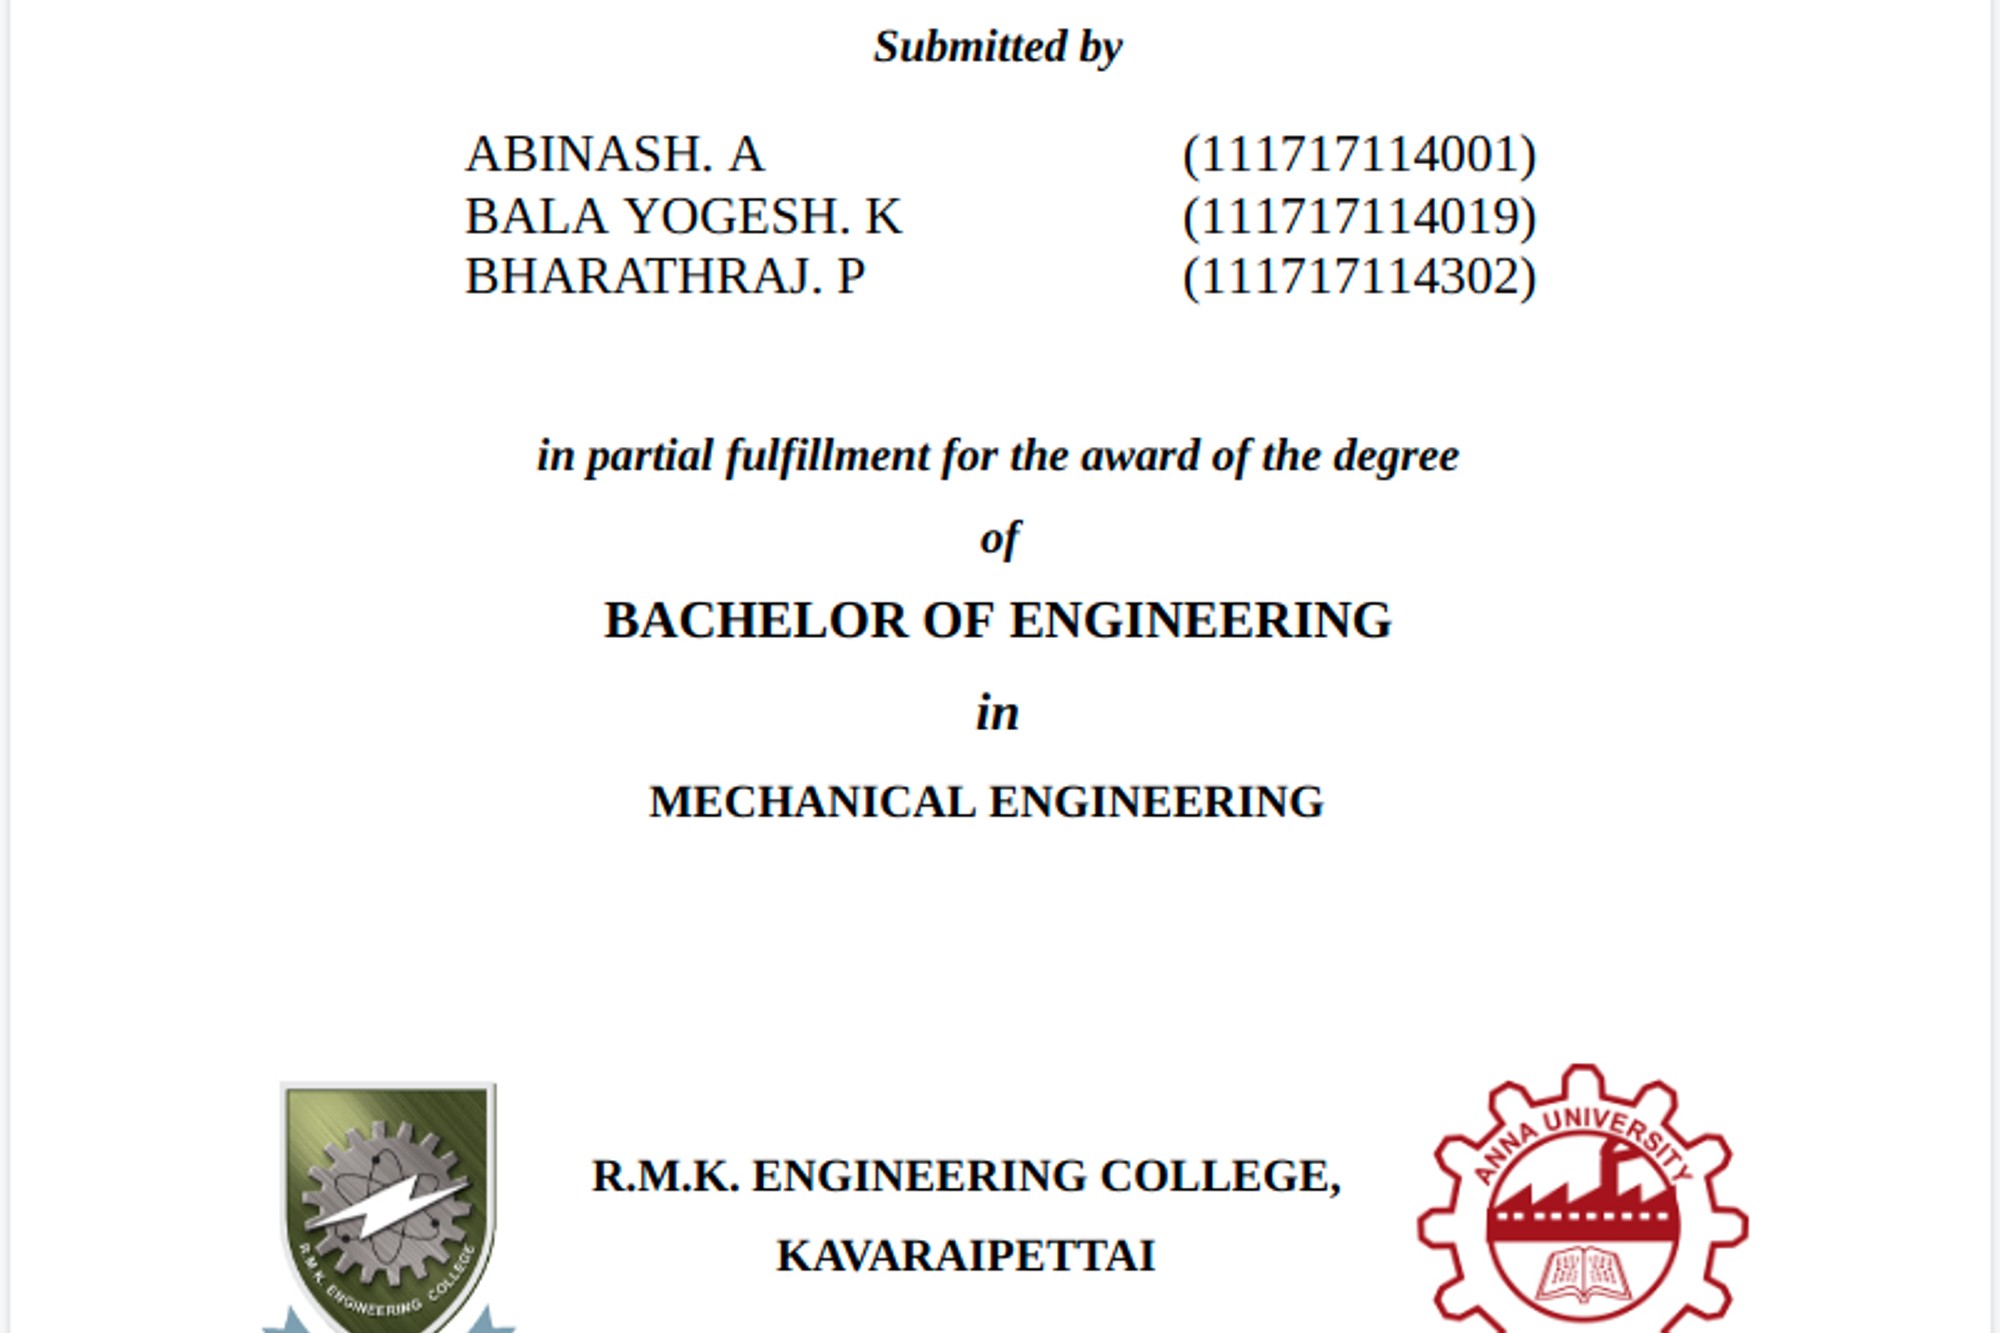 Submitted by
ABINASH. A (111717114001)
BALA YOGESH. K (111717114019)
BHARATHRAJ. P (111717114302)
in partial fulfillment for the award of the degree
of
BACHELOR OF ENGINEERING
in
MECHANICAL ENGINEERING
R.M.K. ENGINEERING COLLEGE,
KAVARAIPETTAI
R.M.K. ENGINEERING COLLEGE
ANNA UNIVERSITY